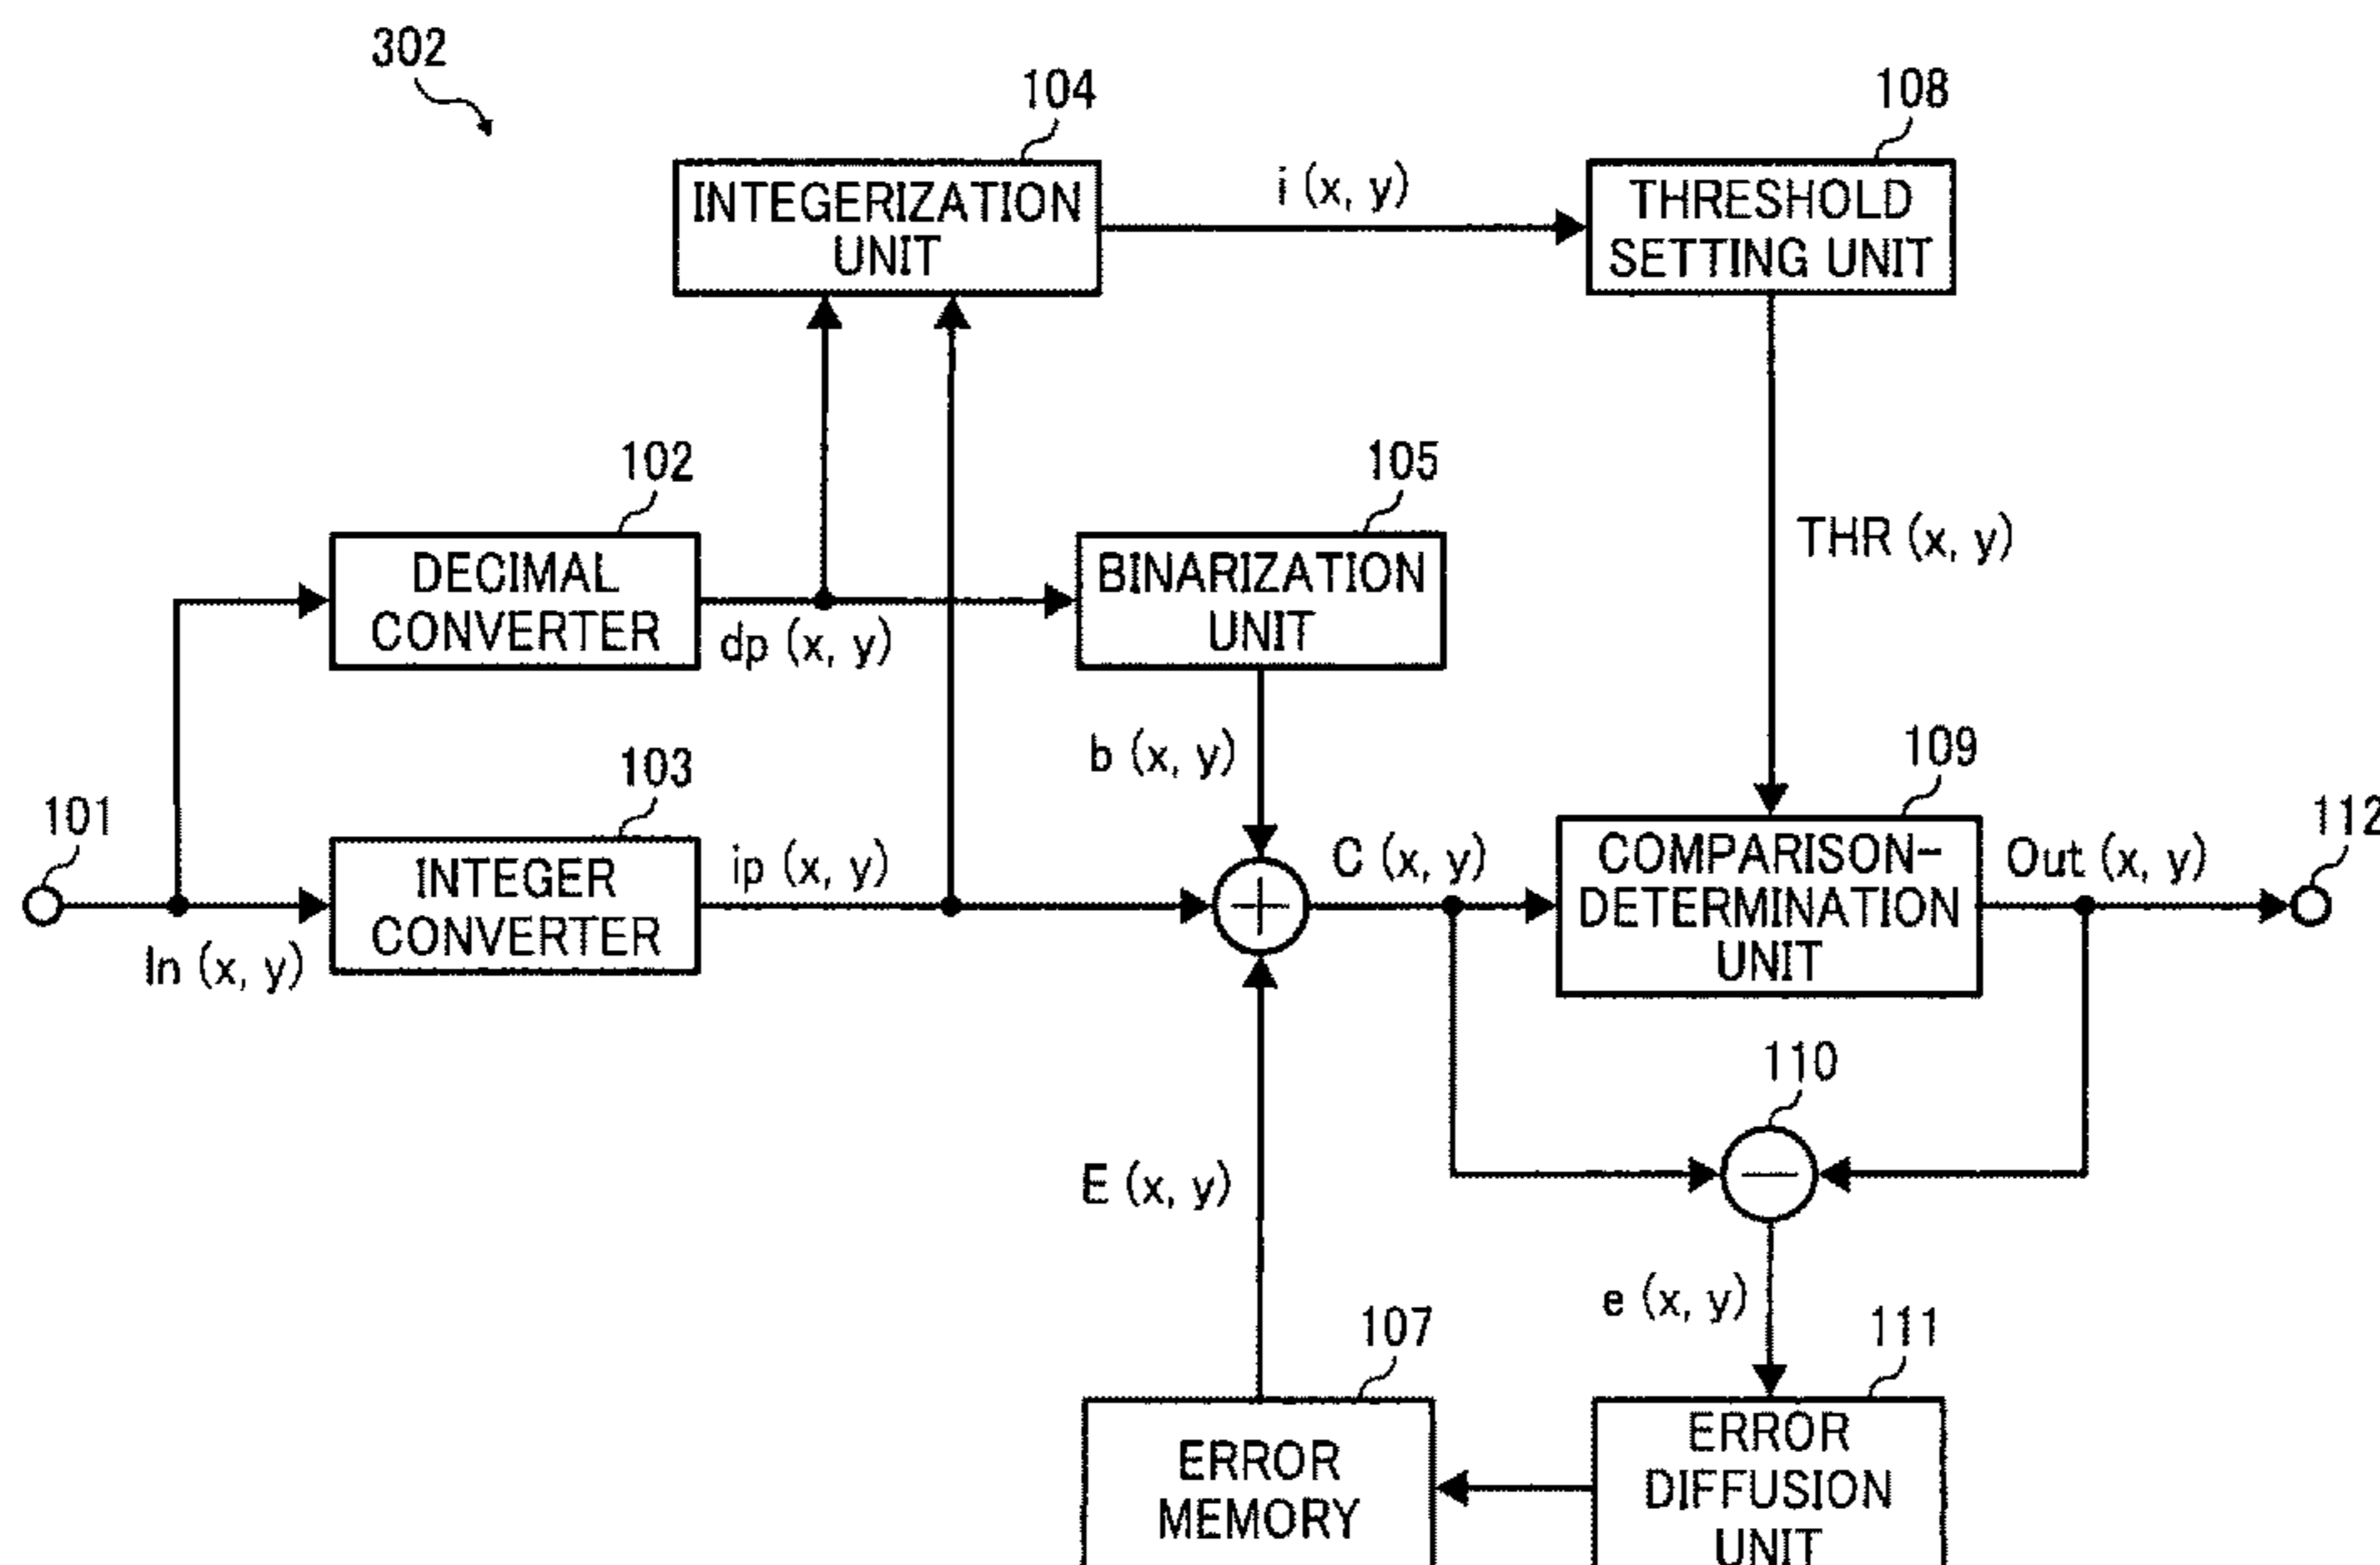 302
104
108
INTEGERIZATION
UNIT
i (x, y)
THRESHOLD
SETTING UNIT
102
105
DECIMAL
CONVERTER
dp (x, y)
BINARIZATION
UNIT
THR (x, y)
b (x, y)
101
103
109
112
INTEGER
CONVERTER
In (x, y)
ip (x, y)
C (x, y)
COMPARISON-
DETERMINATION
UNIT
Out (x, y)
110
E (x, y)
e (x, y)
107
111
ERROR
MEMORY
ERROR
DIFFUSION
UNIT